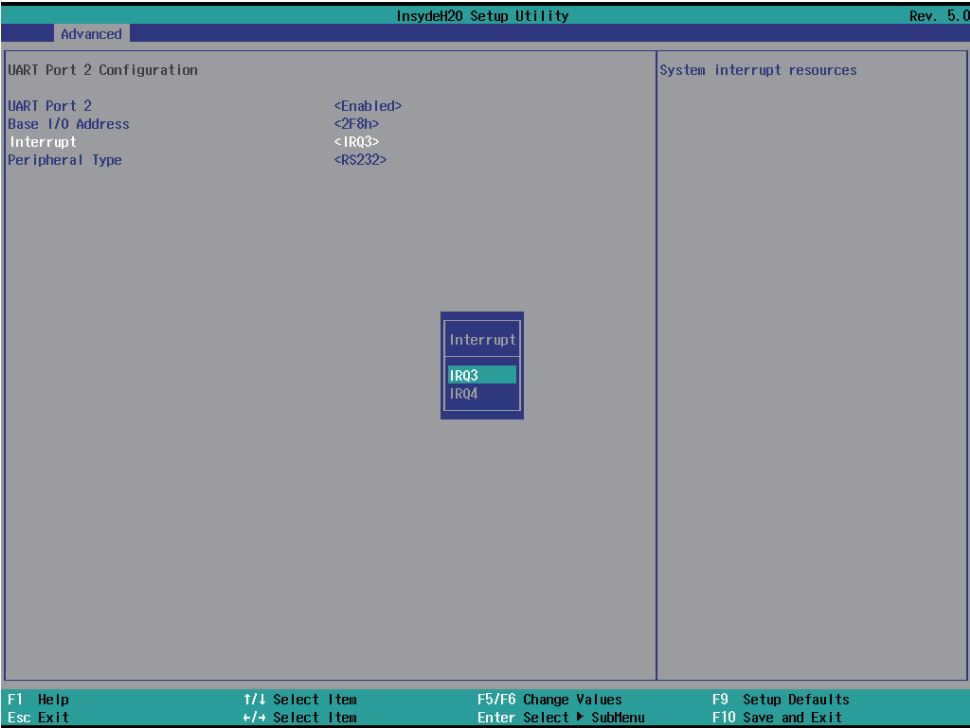 InsydeH20 Setup Utility Rev. 5.0
Advanced
UART Port 2 Configuration
System interrupt resources
UART Port 2 <Enabled>
Base I/O Address <2F8h>
Interrupt <IRQ3>
Peripheral Type <RS232>
Interrupt
IRQ3
IRQ4
F1 Help ↑/↓ Select Item F5/F6 Change Values F9 Setup Defaults
Esc Exit ←/→ Select Item Enter Select ▶ SubMenu F10 Save and Exit